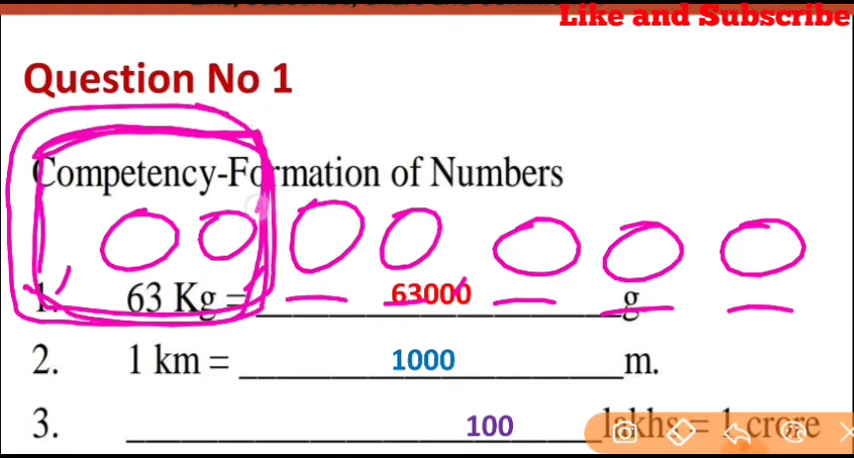 Like and Subscribe
Question No 1
Competency-Formation of Numbers
1. 63 Kg = 63000 g
2. 1 km = 1000 m.
3. 100 lakhs = 1 crore